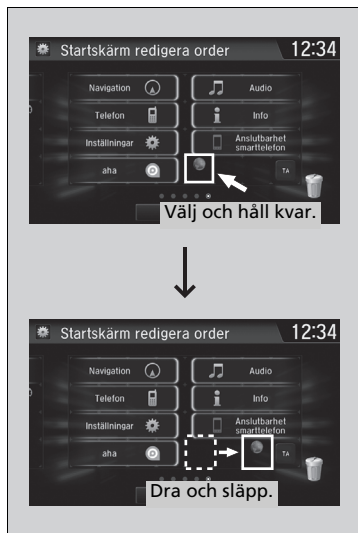 Startskärm redigera order 12:34
Navigation Audio
Telefon Info
Inställningar Anslutbarhet
smarttelefon
aha TA
Välj och håll kvar.
Startskärm redigera order 12:34
Navigation Audio
Telefon Info
Inställningar Anslutbarhet
smarttelefon
aha TA
Dra och släpp.